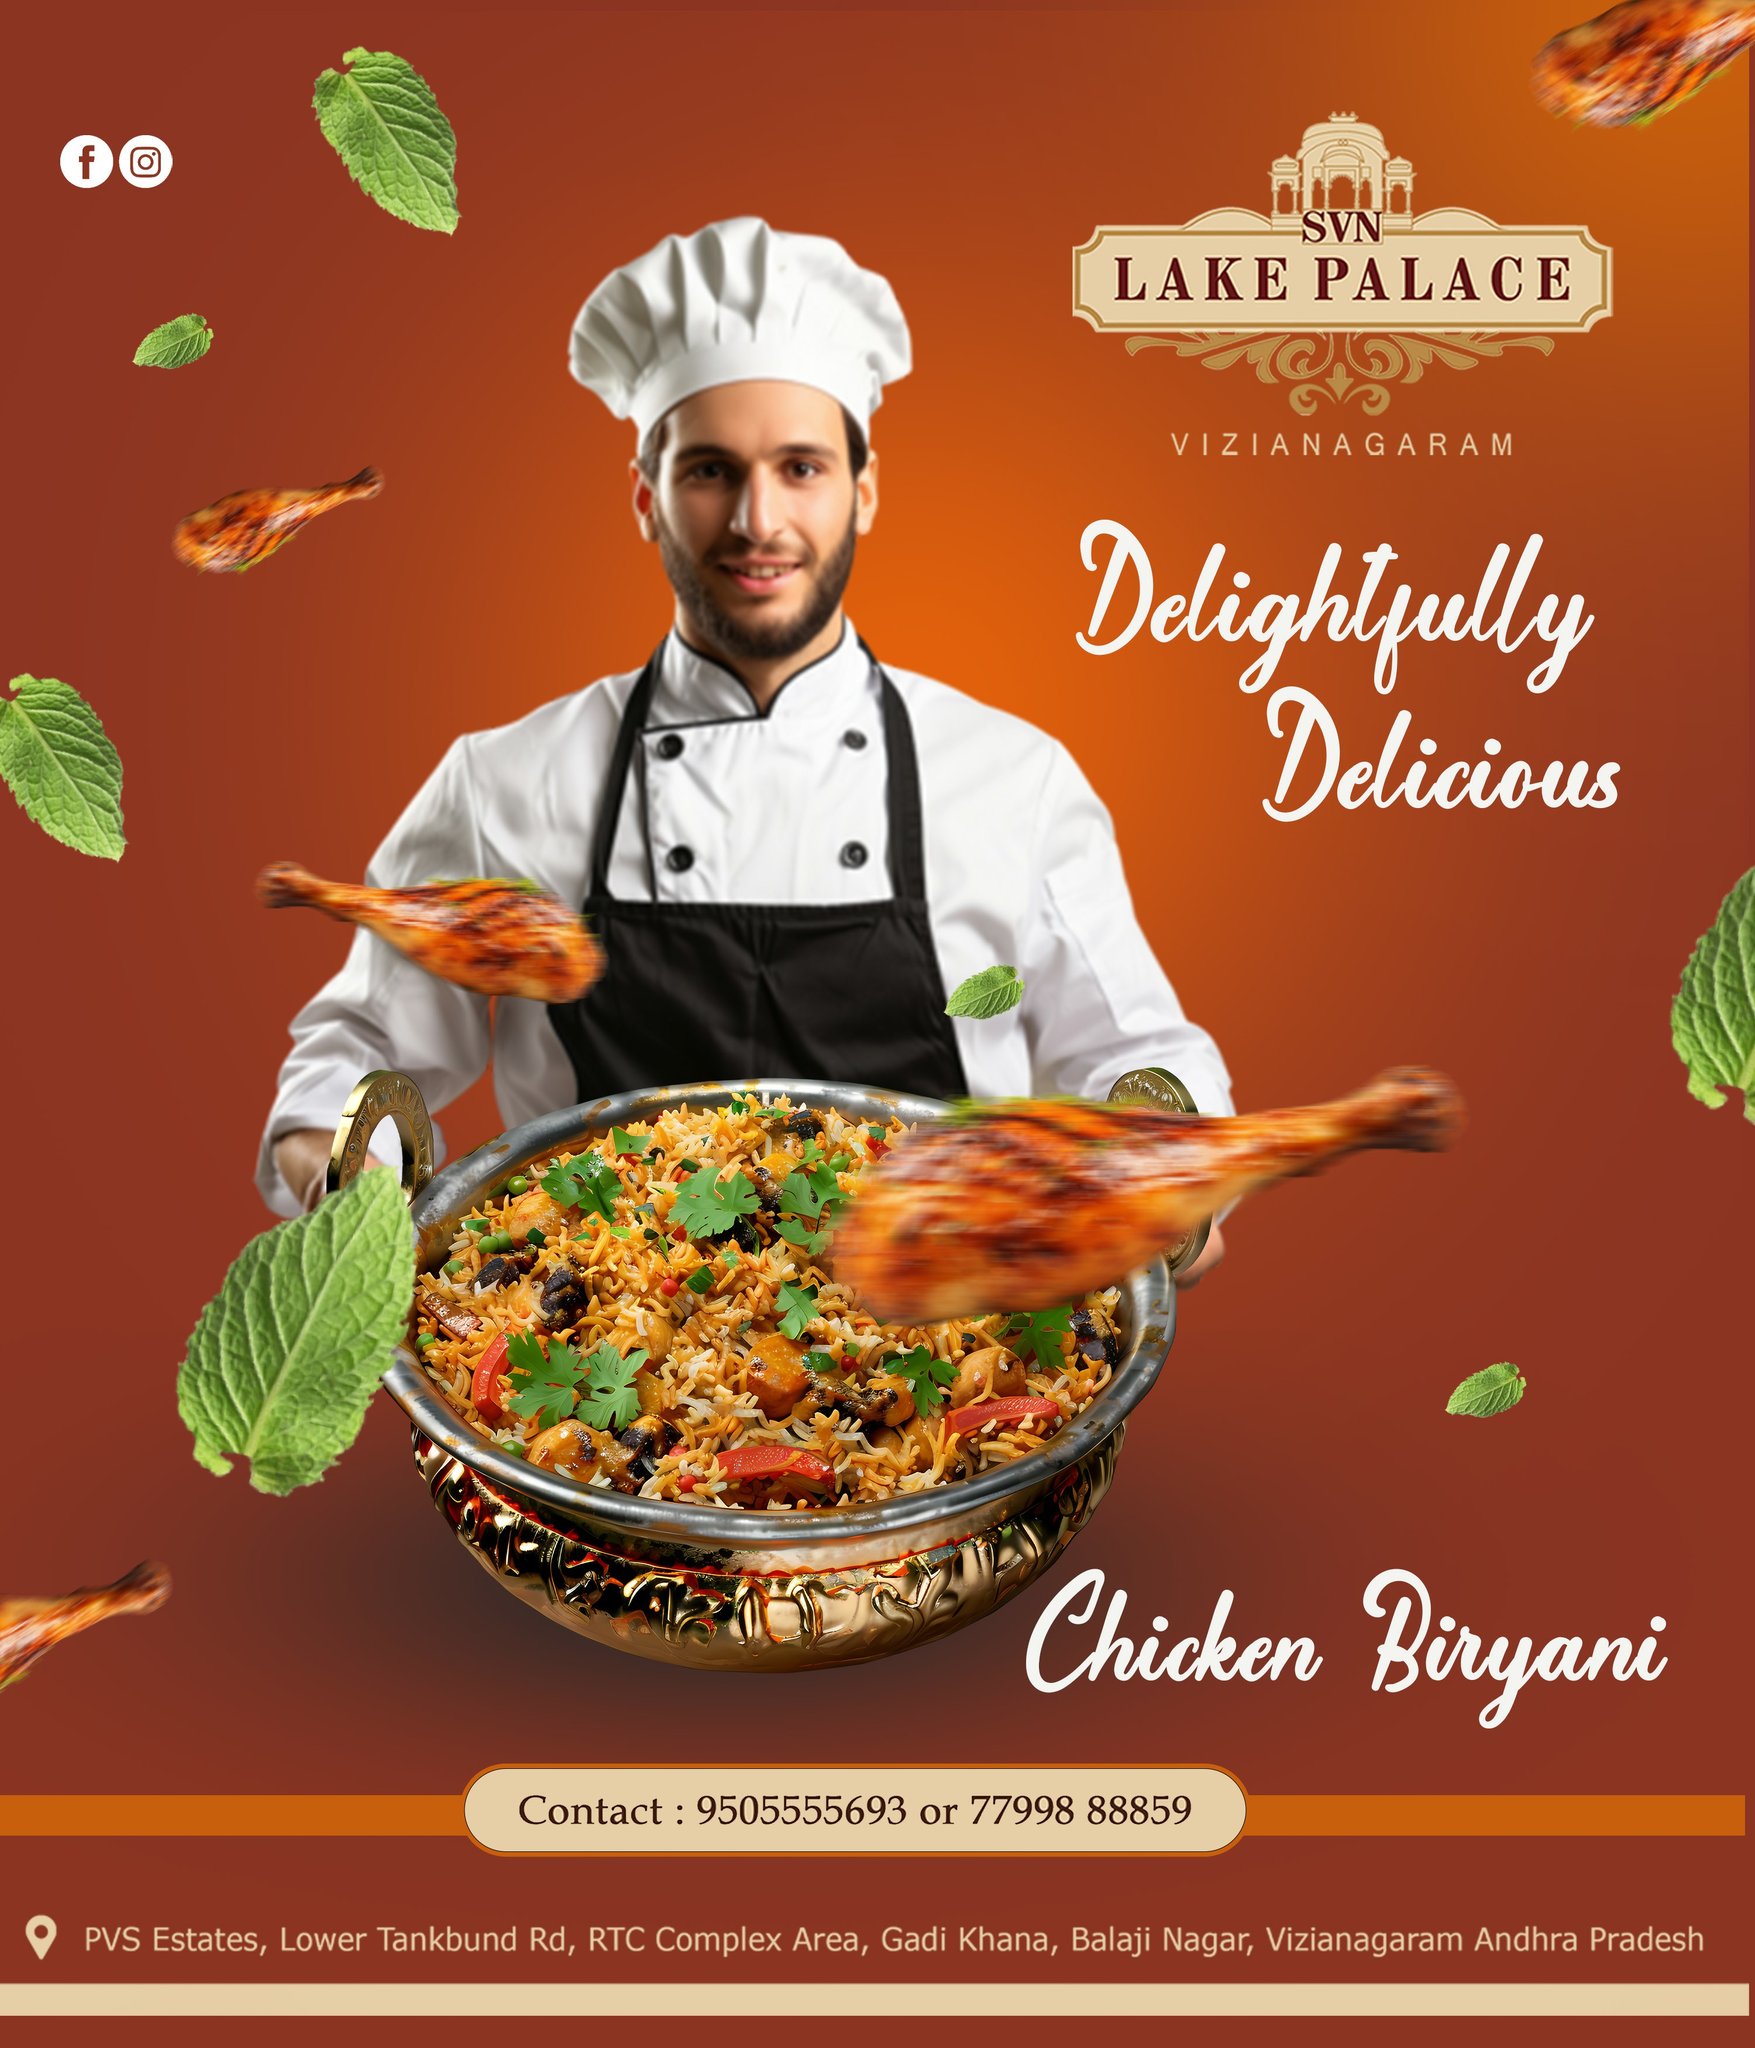 SVN
LAKE PALACE
VIZIANAGARAM
Delightfully
Delicious
Chicken Biryani
Contact : 9505555693 or 77998 88859
PVS Estates, Lower Tankbund Rd, RTC Complex Area, Gadi Khana, Balaji Nagar, Vizianagaram Andhra Pradesh